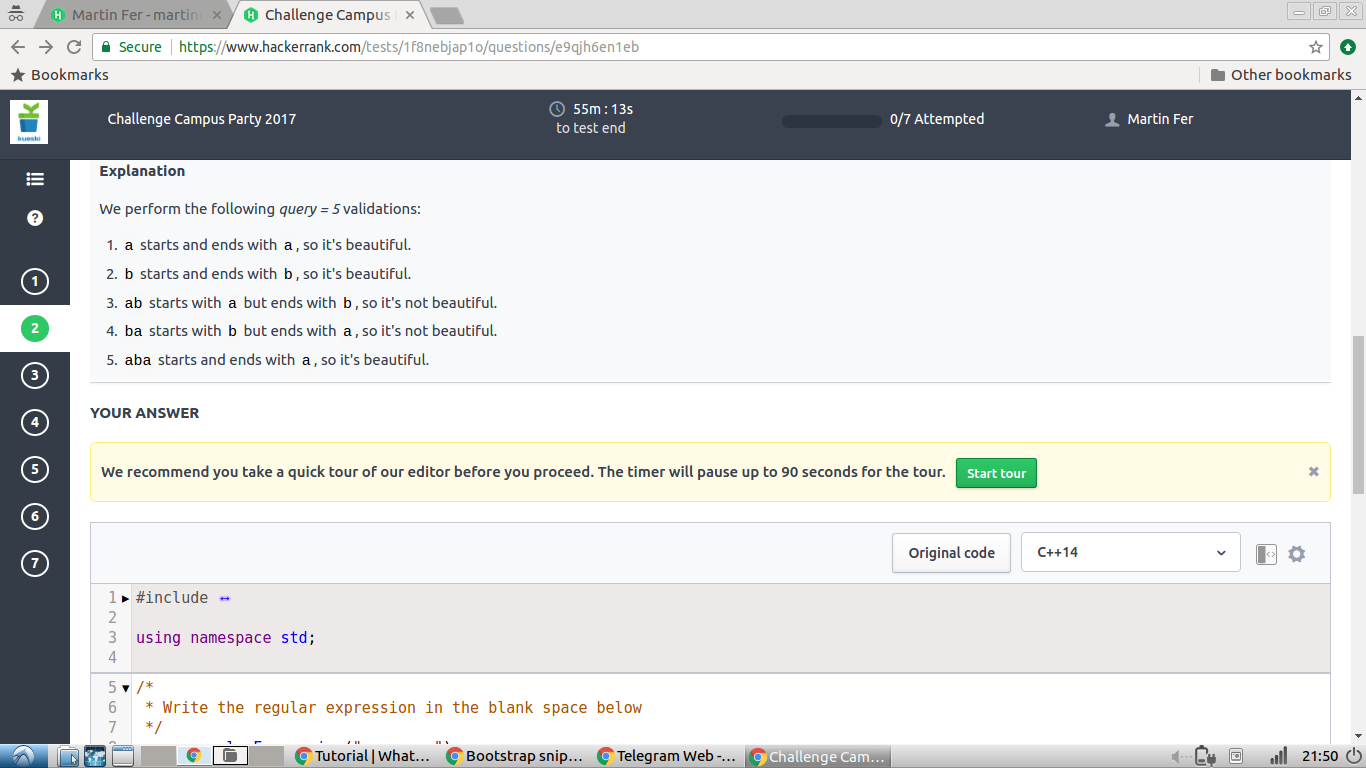 Martin Fer - martin
Challenge Campus
Secure
https://www.hackerrank.com/tests/1f8nebjap1o/questions/e9qjh6en1eb
Bookmarks
Other bookmarks
kueski
Challenge Campus Party 2017
55m : 13s
to test end
0/7 Attempted
Martin Fer
1
2
3
4
5
6
7
Explanation
We perform the following query = 5 validations:
1. a starts and ends with a, so it's beautiful.
2. b starts and ends with b, so it's beautiful.
3. ab starts with a but ends with b, so it's not beautiful.
4. ba starts with b but ends with a, so it's not beautiful.
5. aba starts and ends with a, so it's beautiful.
YOUR ANSWER
We recommend you take a quick tour of our editor before you proceed. The timer will pause up to 90 seconds for the tour.
Start tour
Original code
C++14
1 #include ↔
2
3 using namespace std;
4
5 /*
6 * Write the regular expression in the blank space below
7 */
Tutorial | What...
Bootstrap snip...
Telegram Web -...
Challenge Cam...
21:50